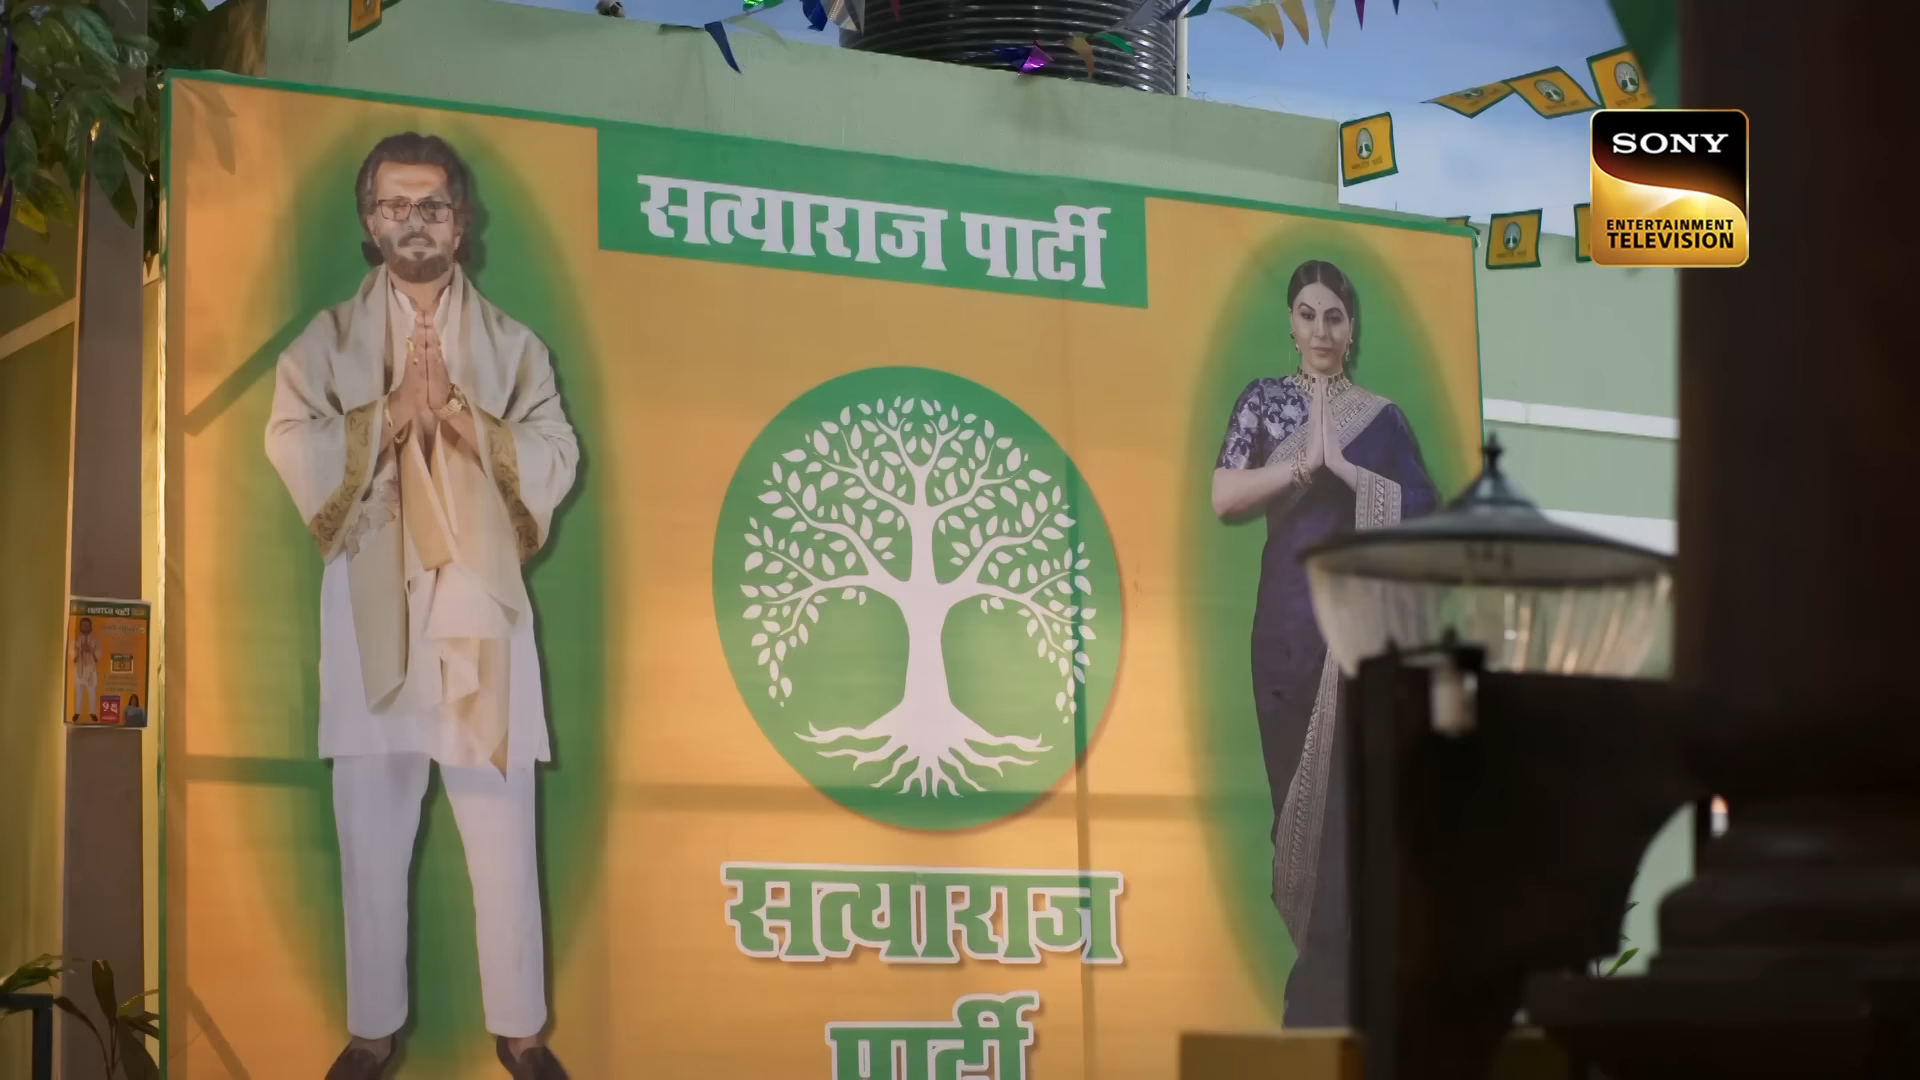 सत्याराज पार्टी
SONY
ENTERTAINMENT
TELEVISION
सत्याराज
पार्टी